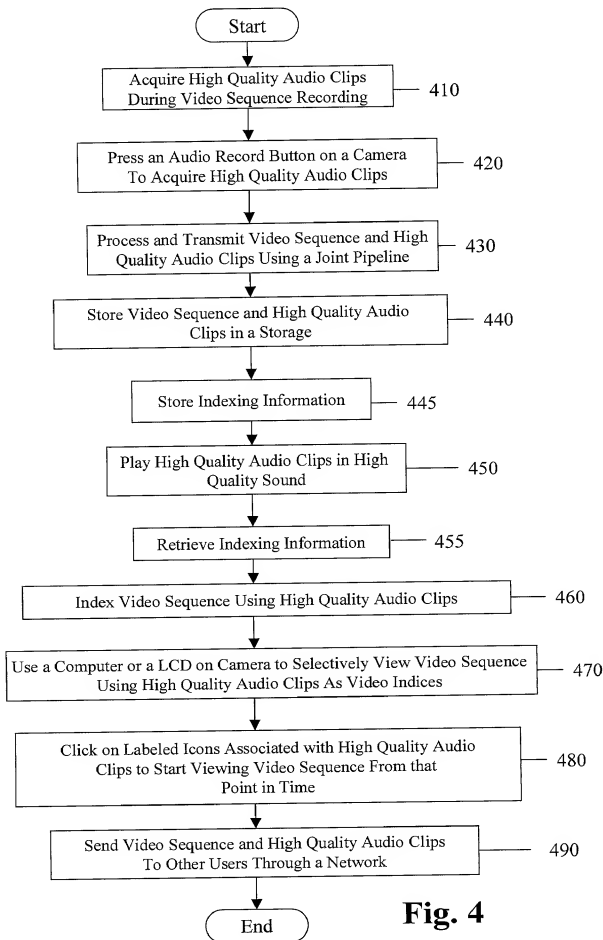 Start
Acquire High Quality Audio Clips
During Video Sequence Recording
410
Press an Audio Record Button on a Camera
To Acquire High Quality Audio Clips
420
Process and Transmit Video Sequence and High
Quality Audio Clips Using a Joint Pipeline
430
Store Video Sequence and High Quality Audio
Clips in a Storage
440
Store Indexing Information
445
Play High Quality Audio Clips in High
Quality Sound
450
Retrieve Indexing Information
455
Index Video Sequence Using High Quality Audio Clips
460
Use a Computer or a LCD on Camera to Selectively View Video Sequence
Using High Quality Audio Clips As Video Indices
470
Click on Labeled Icons Associated with High Quality Audio
Clips to Start Viewing Video Sequence From that
Point in Time
480
Send Video Sequence and High Quality Audio Clips
To Other Users Through a Network
490
End
Fig. 4